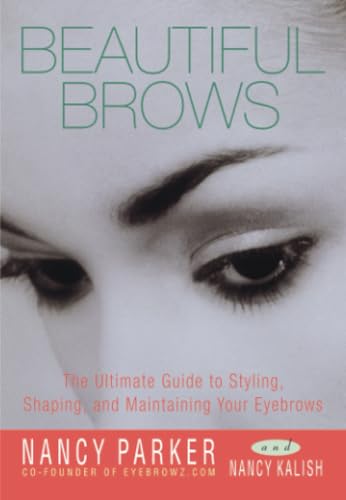 BEAUTIFUL
BROWS
The Ultimate Guide to Styling,
Shaping, and Maintaining Your Eyebrows
NANCY PARKER
CO-FOUNDER OF EYEBROWZ.COM
and
NANCY KALISH